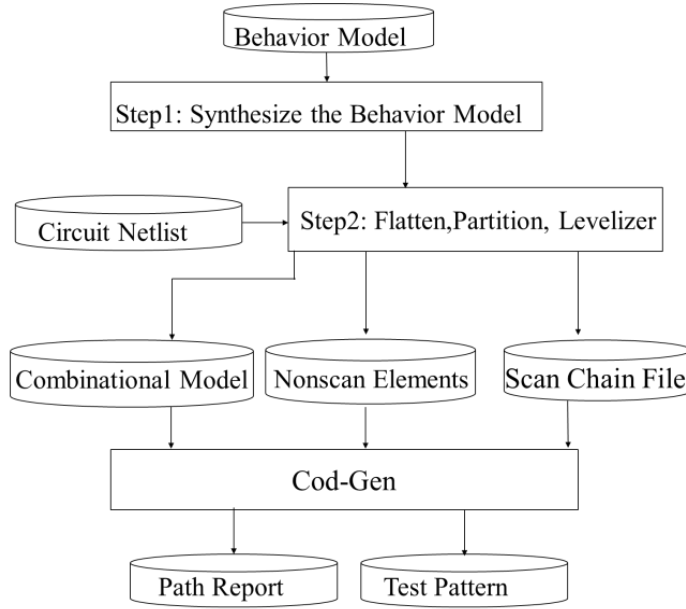 Behavior Model
Step1: Synthesize the Behavior Model
Step2: Flatten,Partition, Levelizer
Circuit Netlist
Combinational Model
Nonscan Elements
Scan Chain File
Cod-Gen
Path Report
Test Pattern